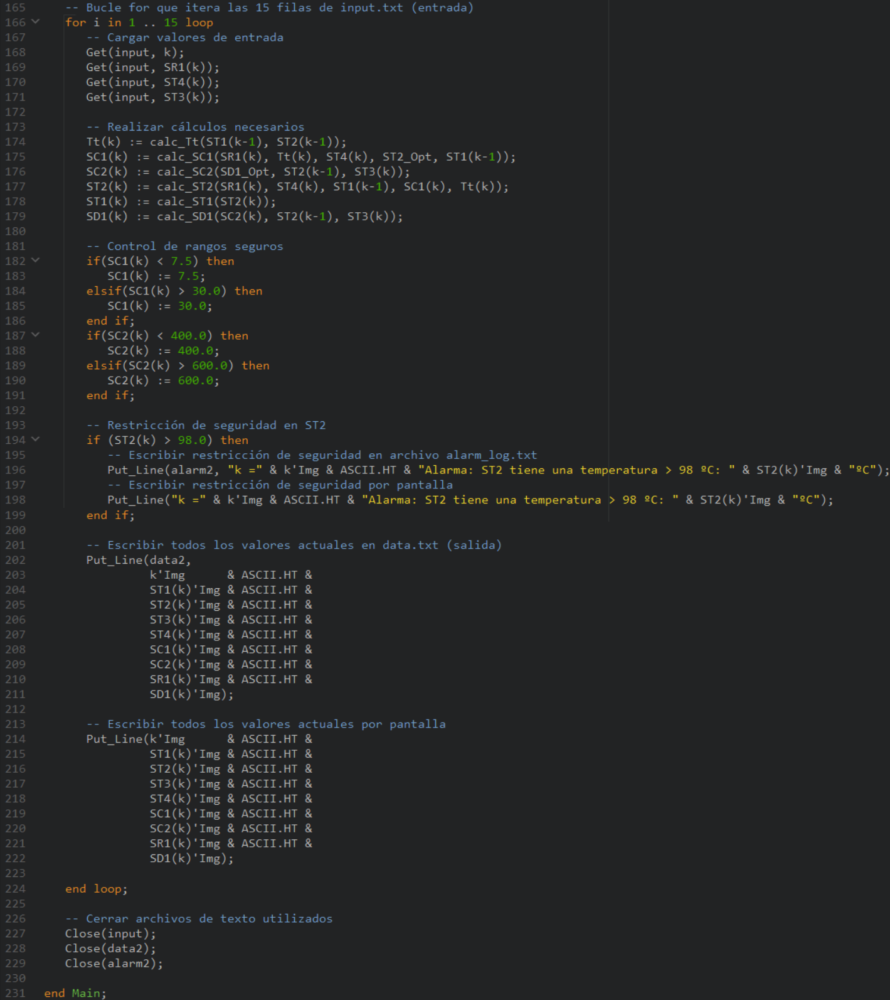 165 -- Bucle for que itera las 15 filas de input.txt (entrada)
166 for i in 1 .. 15 loop
167 -- Cargar valores de entrada
168 Get(input, k);
169 Get(input, SR1(k));
170 Get(input, ST4(k));
171 Get(input, ST3(k));
172
173 -- Realizar cálculos necesarios
174 Tt(k) := calc_Tt(ST1(k-1), ST2(k-1));
175 SC1(k) := calc_SC1(SR1(k), Tt(k), ST4(k), ST2_Opt, ST1(k-1));
176 SC2(k) := calc_SC2(SD1_Opt, ST2(k-1), ST3(k));
177 ST2(k) := calc_ST2(SR1(k), ST4(k), ST1(k-1), SC1(k), Tt(k));
178 ST1(k) := calc_ST1(ST2(k));
179 SD1(k) := calc_SD1(SC2(k), ST2(k-1), ST3(k));
180
181 -- Control de rangos seguros
182 if(SC1(k) < 7.5) then
183 SC1(k) := 7.5;
184 elsif(SC1(k) > 30.0) then
185 SC1(k) := 30.0;
186 end if;
187 if(SC2(k) < 400.0) then
188 SC2(k) := 400.0;
189 elsif(SC2(k) > 600.0) then
190 SC2(k) := 600.0;
191 end if;
192
193 -- Restricción de seguridad en ST2
194 if (ST2(k) > 98.0) then
195 -- Escribir restricción de seguridad en archivo alarm_log.txt
196 Put_Line(alarm2, "k =" & k'Img & ASCII.HT & "Alarma: ST2 tiene una temperatura > 98 ºC: " & ST2(k)'Img & "ºC");
197 -- Escribir restricción de seguridad por pantalla
198 Put_Line("k =" & k'Img & ASCII.HT & "Alarma: ST2 tiene una temperatura > 98 ºC: " & ST2(k)'Img & "ºC");
199 end if;
200
201 -- Escribir todos los valores actuales en data.txt (salida)
202 Put_Line(data2,
203 k'Img & ASCII.HT &
204 ST1(k)'Img & ASCII.HT &
205 ST2(k)'Img & ASCII.HT &
206 ST3(k)'Img & ASCII.HT &
207 ST4(k)'Img & ASCII.HT &
208 SC1(k)'Img & ASCII.HT &
209 SC2(k)'Img & ASCII.HT &
210 SR1(k)'Img & ASCII.HT &
211 SD1(k)'Img);
212
213 -- Escribir todos los valores actuales por pantalla
214 Put_Line(k'Img & ASCII.HT &
215 ST1(k)'Img & ASCII.HT &
216 ST2(k)'Img & ASCII.HT &
217 ST3(k)'Img & ASCII.HT &
218 ST4(k)'Img & ASCII.HT &
219 SC1(k)'Img & ASCII.HT &
220 SC2(k)'Img & ASCII.HT &
221 SR1(k)'Img & ASCII.HT &
222 SD1(k)'Img);
223
224 end loop;
225
226 -- Cerrar archivos de texto utilizados
227 Close(input);
228 Close(data2);
229 Close(alarm2);
230
231 end Main;